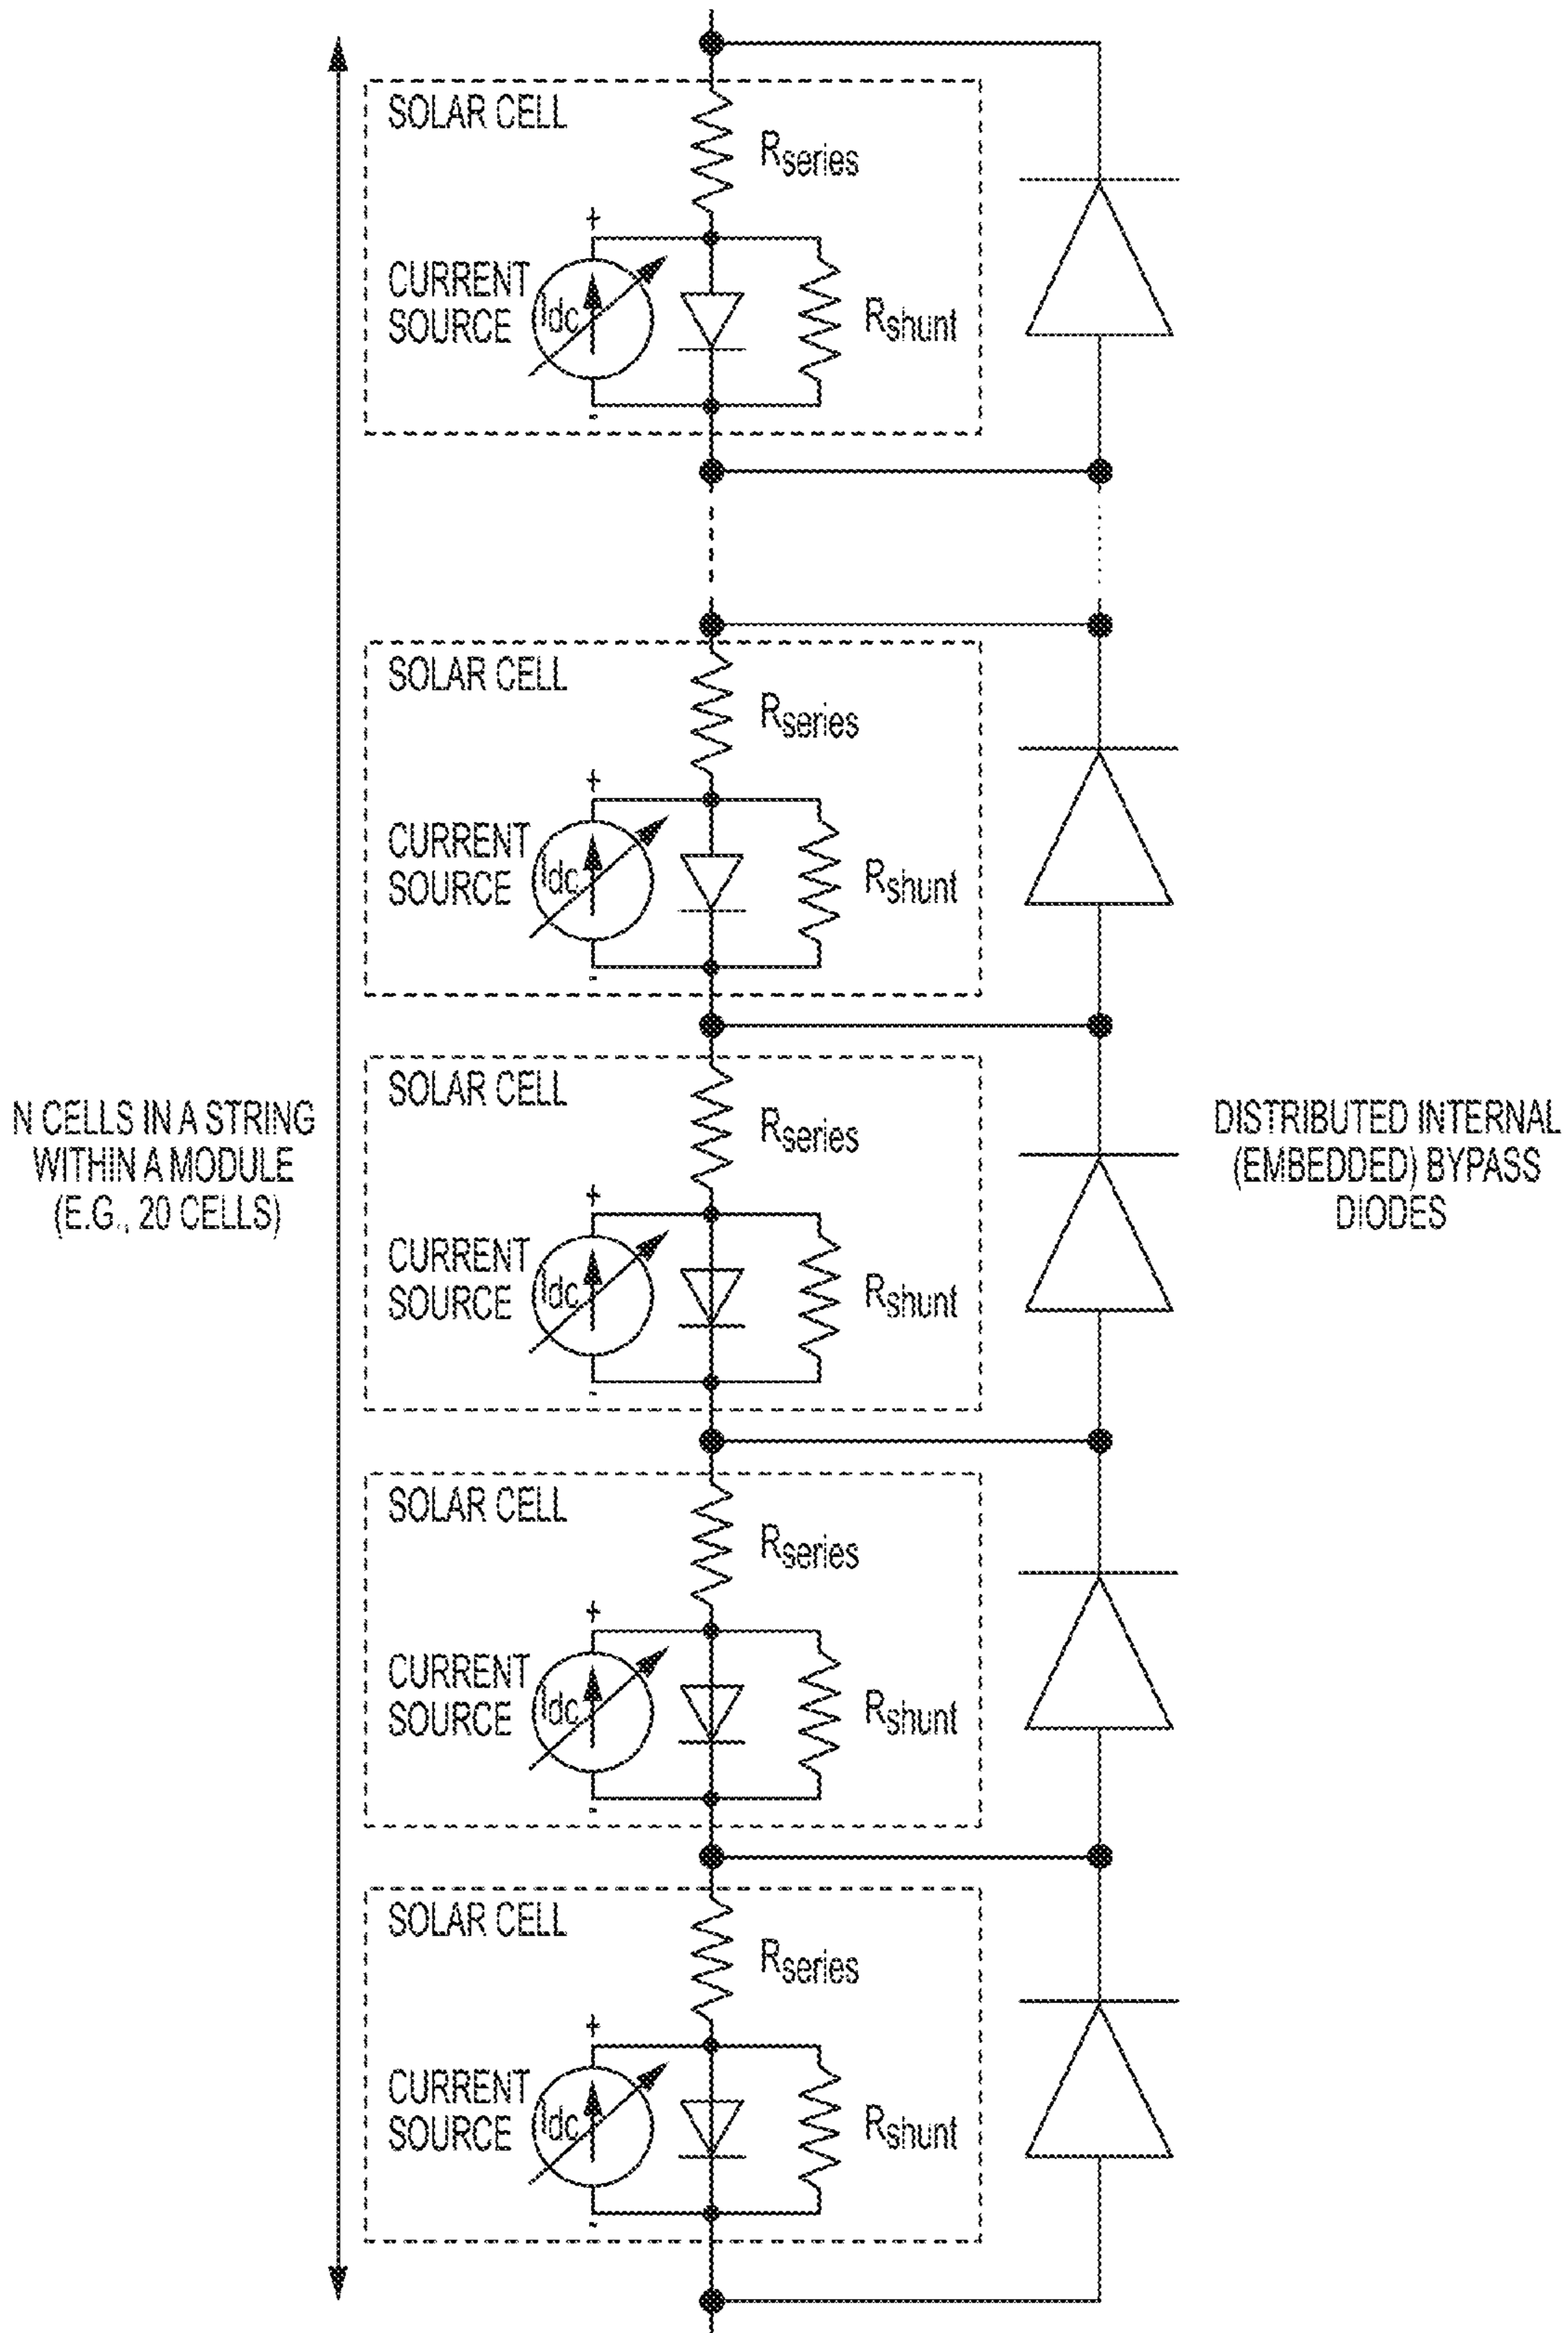 SOLAR CELL
Rseries
+
CURRENT
SOURCE
Idc
Rshunt
-
SOLAR CELL
Rseries
+
CURRENT
SOURCE
Idc
Rshunt
-
SOLAR CELL
Rseries
N CELLS IN A STRING
WITHIN A MODULE
(E.G., 20 CELLS)
DISTRIBUTED INTERNAL
(EMBEDDED) BYPASS
DIODES
+
CURRENT
SOURCE
Idc
Rshunt
-
SOLAR CELL
Rseries
+
CURRENT
SOURCE
Idc
Rshunt
-
SOLAR CELL
Rseries
+
CURRENT
SOURCE
Idc
Rshunt
-